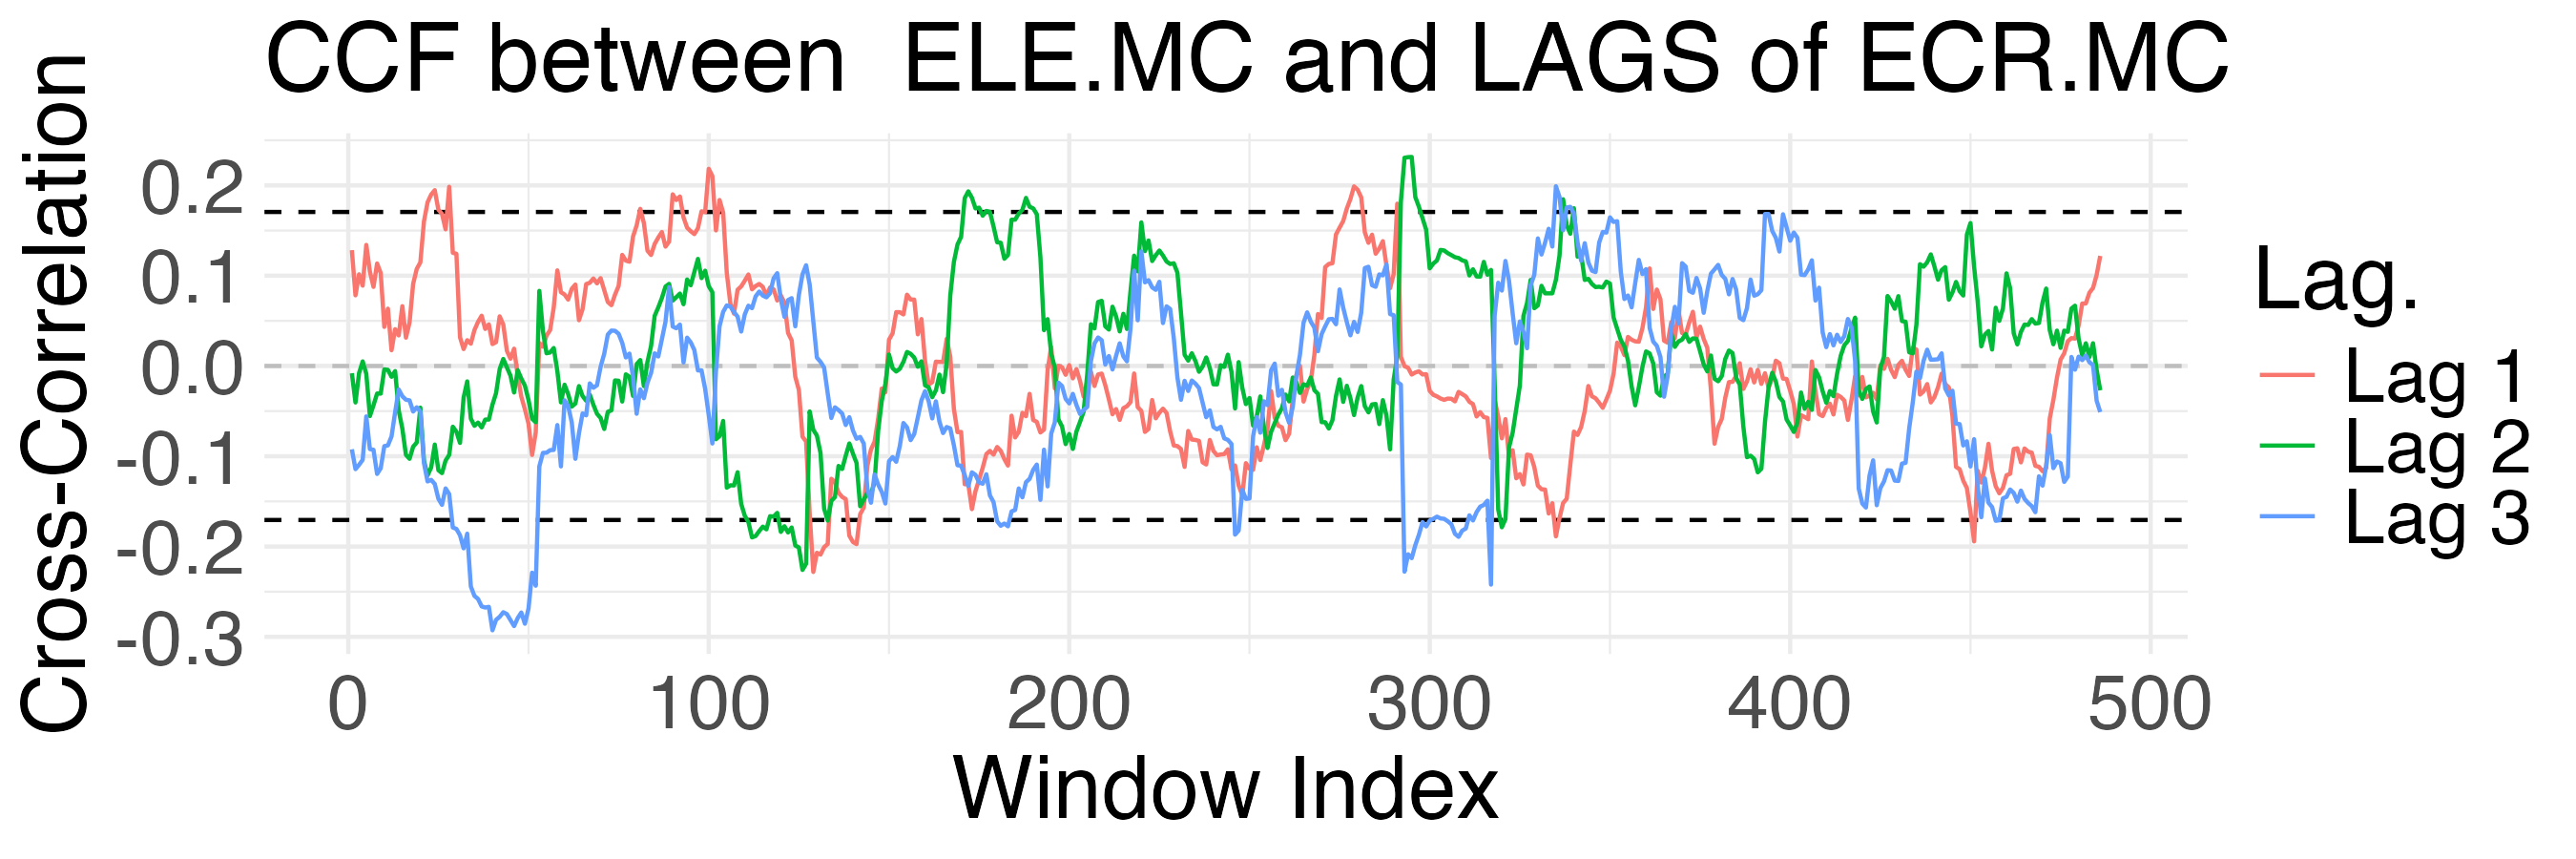 CCF between  ELE.MC and LAGS of ECR.MC
Cross-Correlation
0.2
0.1
0.0
-0.1
-0.2
-0.3
0 100 200 300 400 500
Window Index
Lag.
Lag 1
Lag 2
Lag 3